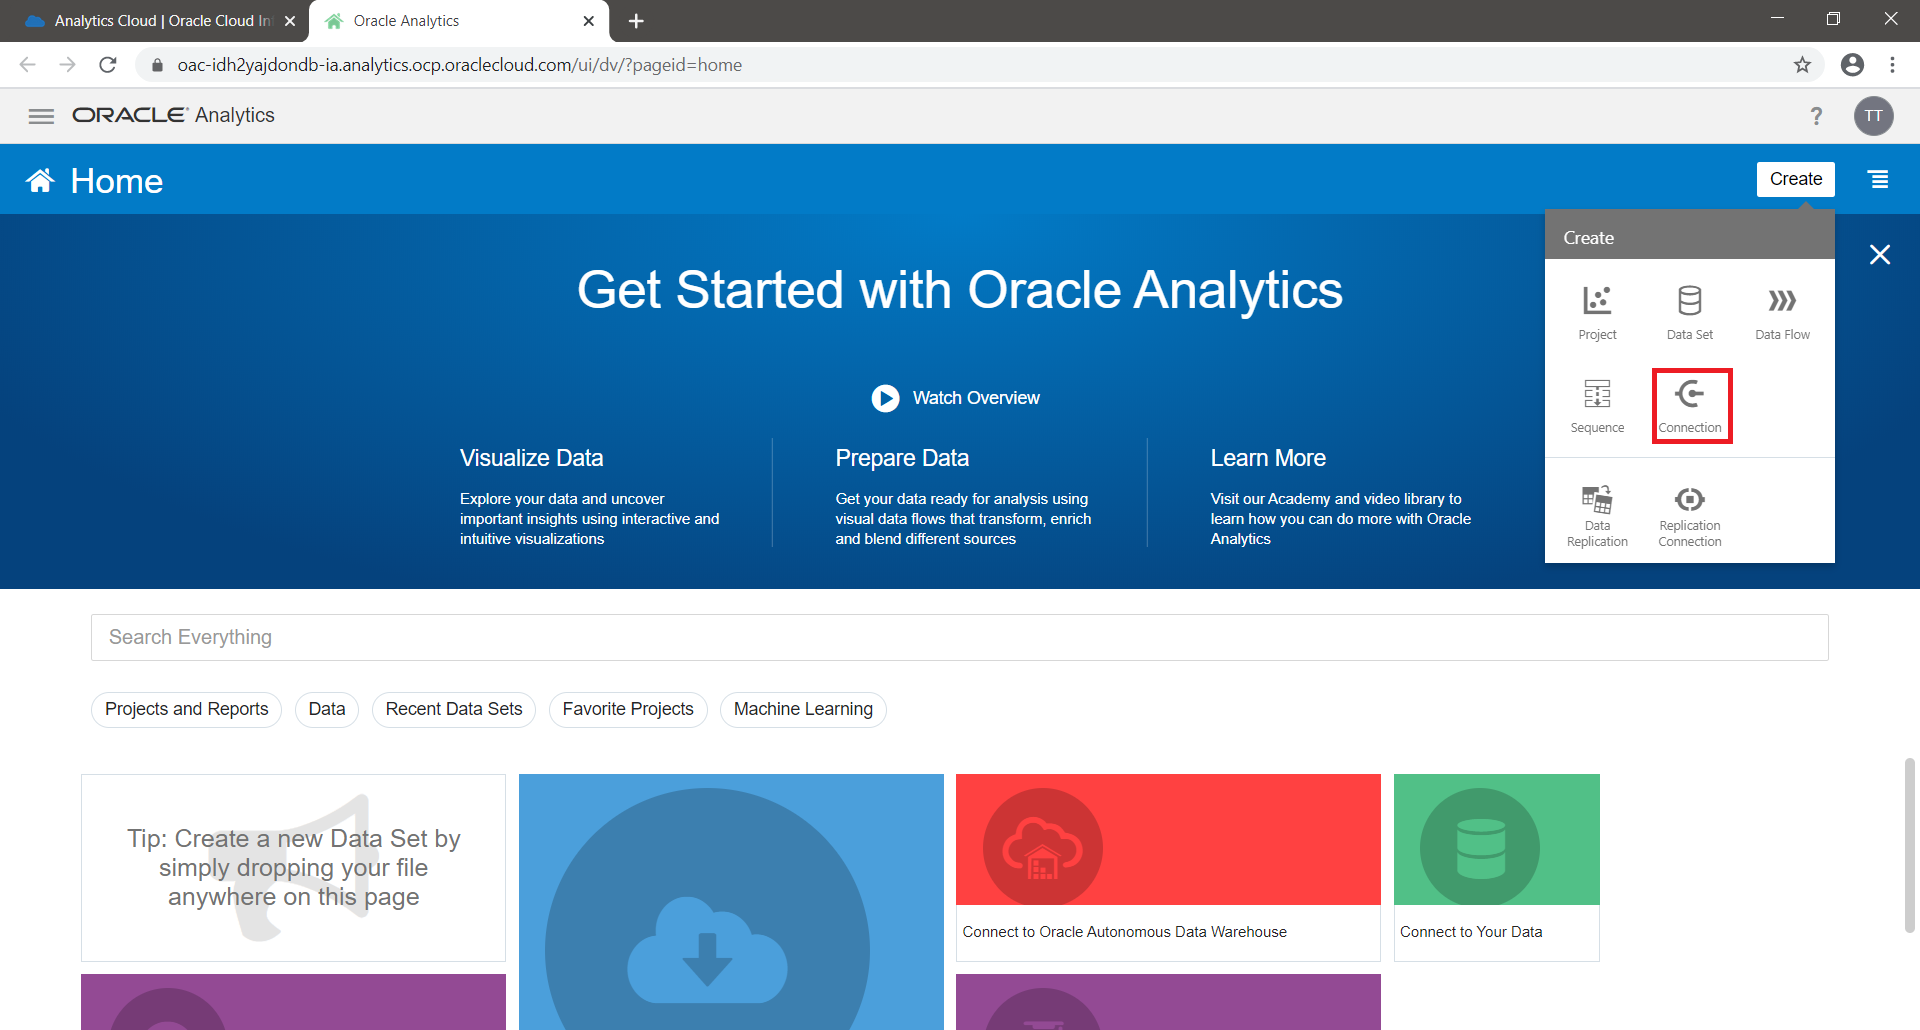 Analytics Cloud | Oracle Cloud In
Oracle Analytics
oac-idh2yajdondb-ia.analytics.ocp.oraclecloud.com/ui/dv/?pageid=home
ORACLE® Analytics
?
TT
Home
Create
Create
Project
Data Set
Data Flow
Sequence
Connection
Data
Replication
Replication
Connection
Get Started with Oracle Analytics
Watch Overview
Visualize Data
Explore your data and uncover
important insights using interactive and
intuitive visualizations
Prepare Data
Get your data ready for analysis using
visual data flows that transform, enrich
and blend different sources
Learn More
Visit our Academy and video library to
learn how you can do more with Oracle
Analytics
Search Everything
Projects and Reports
Data
Recent Data Sets
Favorite Projects
Machine Learning
Tip: Create a new Data Set by
simply dropping your file
anywhere on this page
Connect to Oracle Autonomous Data Warehouse
Connect to Your Data